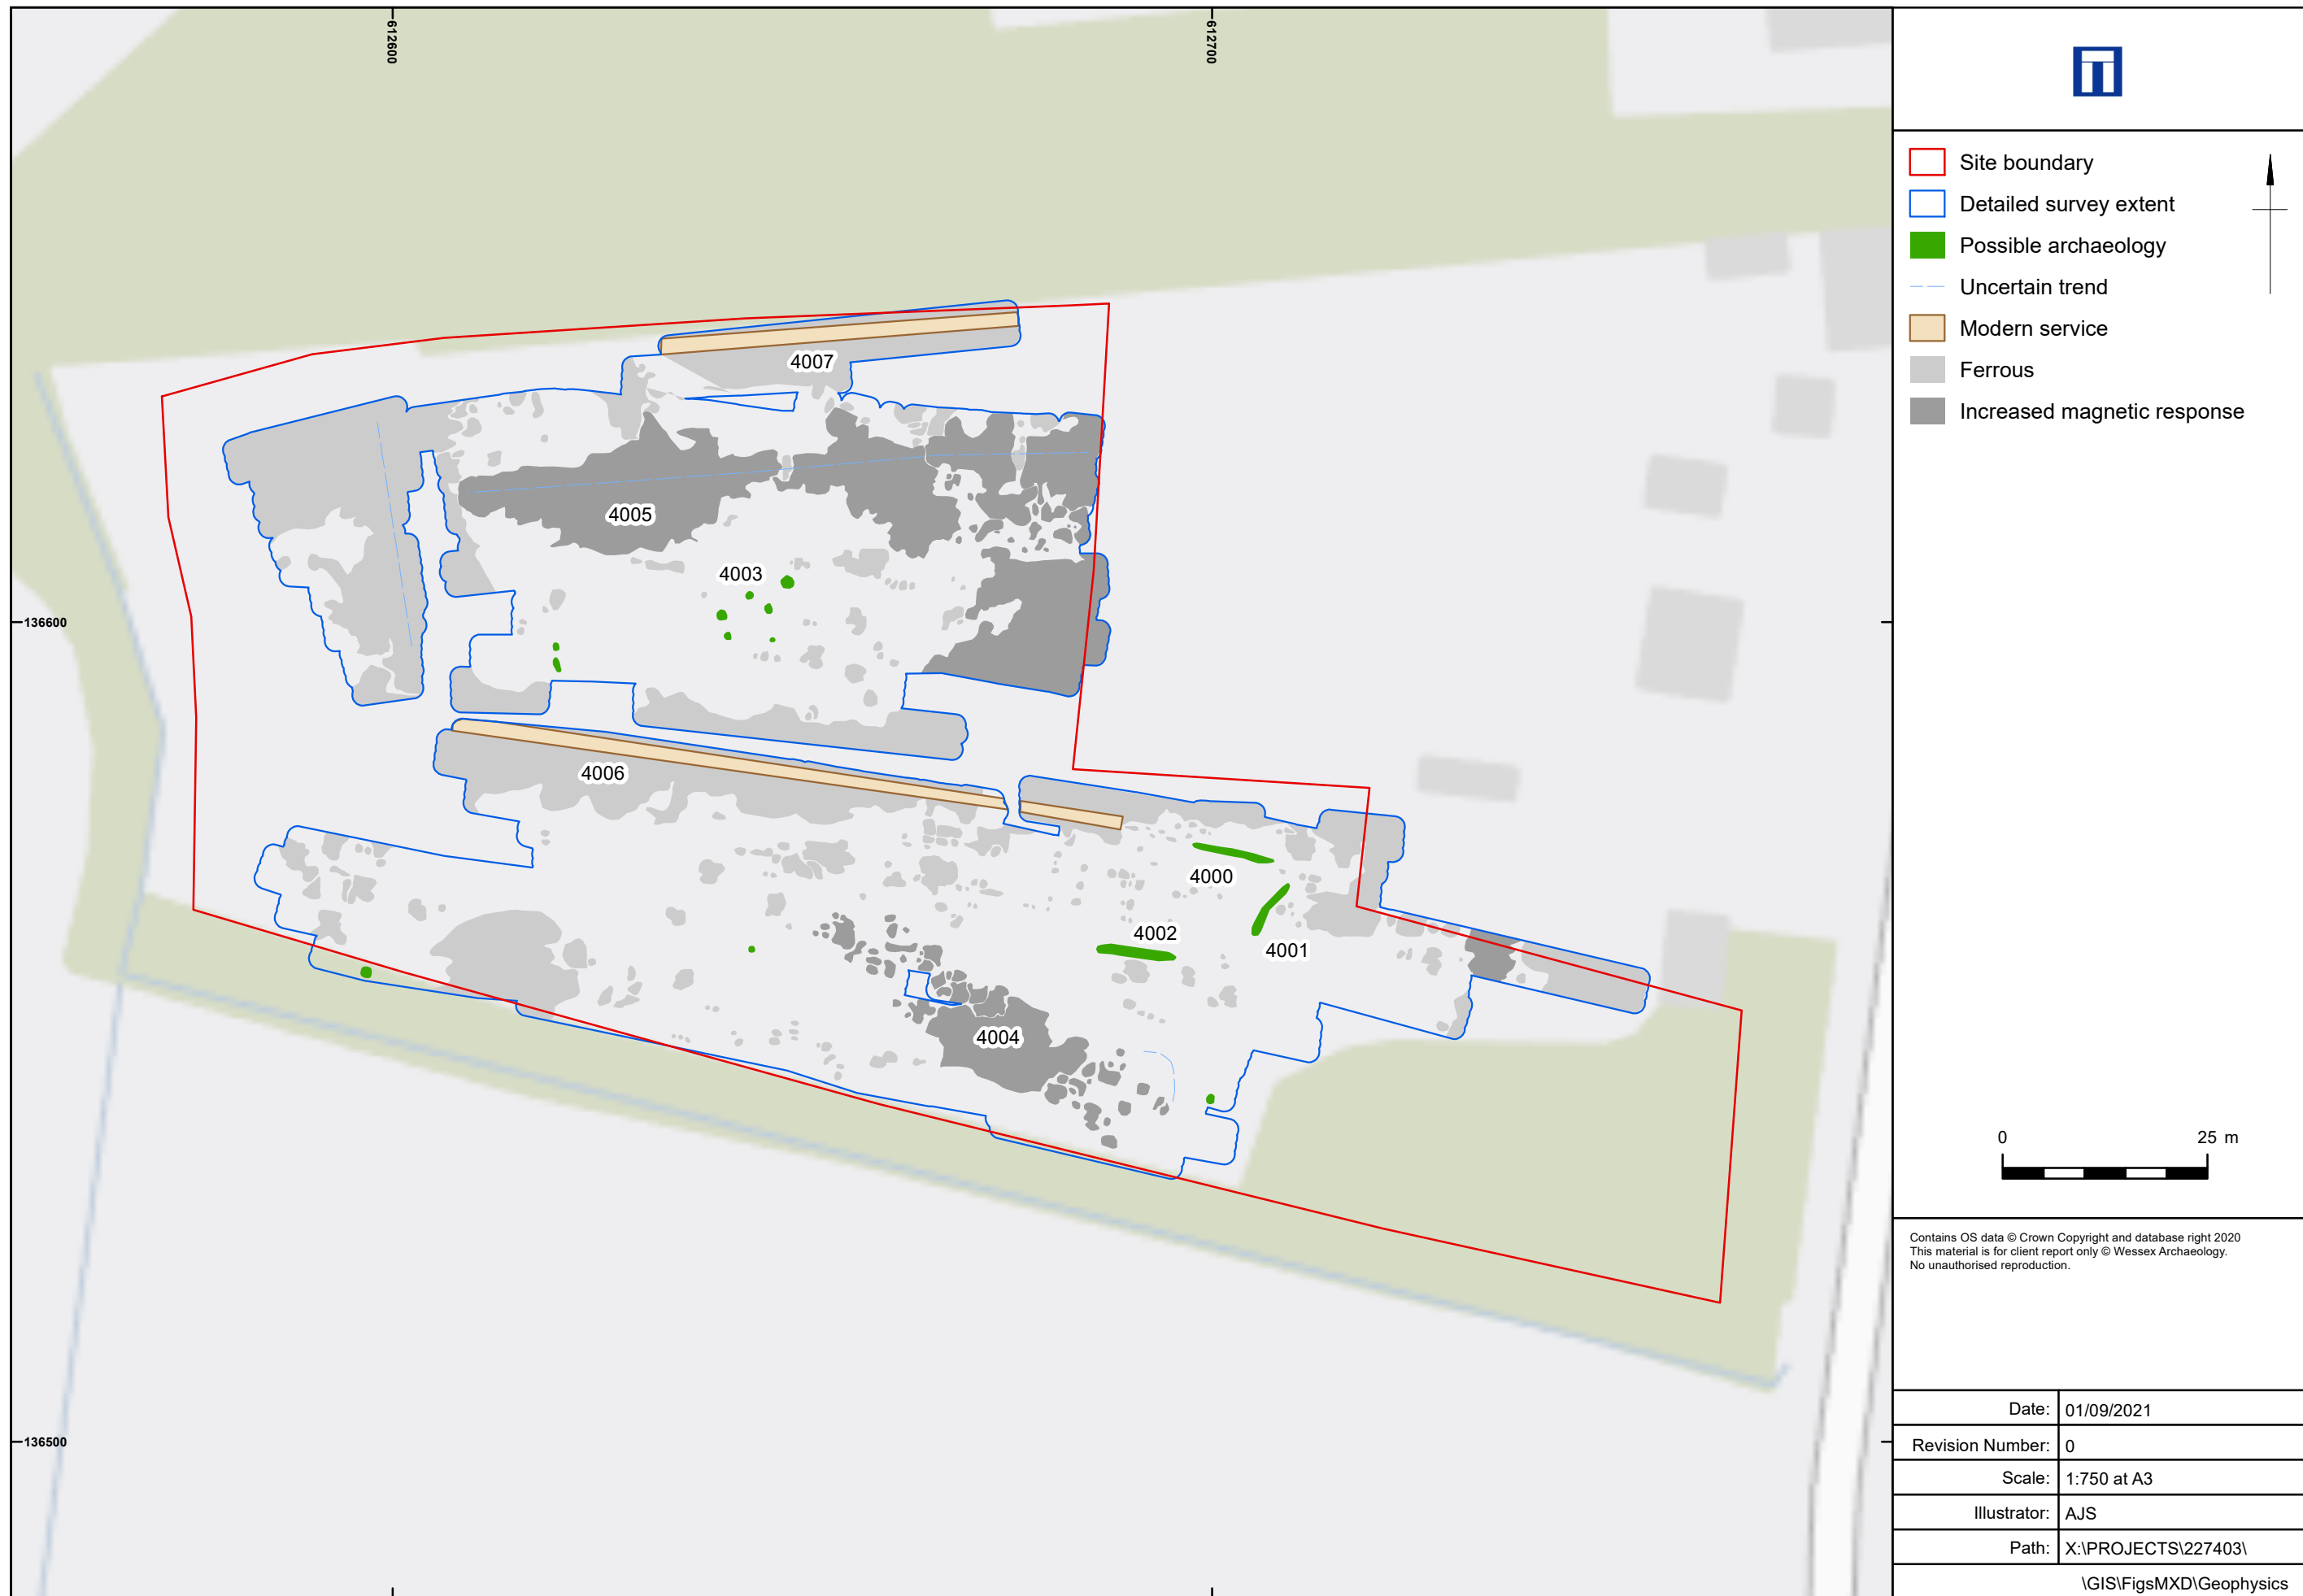 612600
612700
136600
136500
4007
4005
4003
4006
4000
4002
4001
4004
Site boundary
Detailed survey extent
Possible archaeology
Uncertain trend
Modern service
Ferrous
Increased magnetic response
0 25 m
Contains OS data © Crown Copyright and database right 2020
This material is for client report only © Wessex Archaeology.
No unauthorised reproduction.
Date: 01/09/2021
Revision Number: 0
Scale: 1:750 at A3
Illustrator: AJS
Path: X:\PROJECTS\227403\
\GIS\FigsMXD\Geophysics